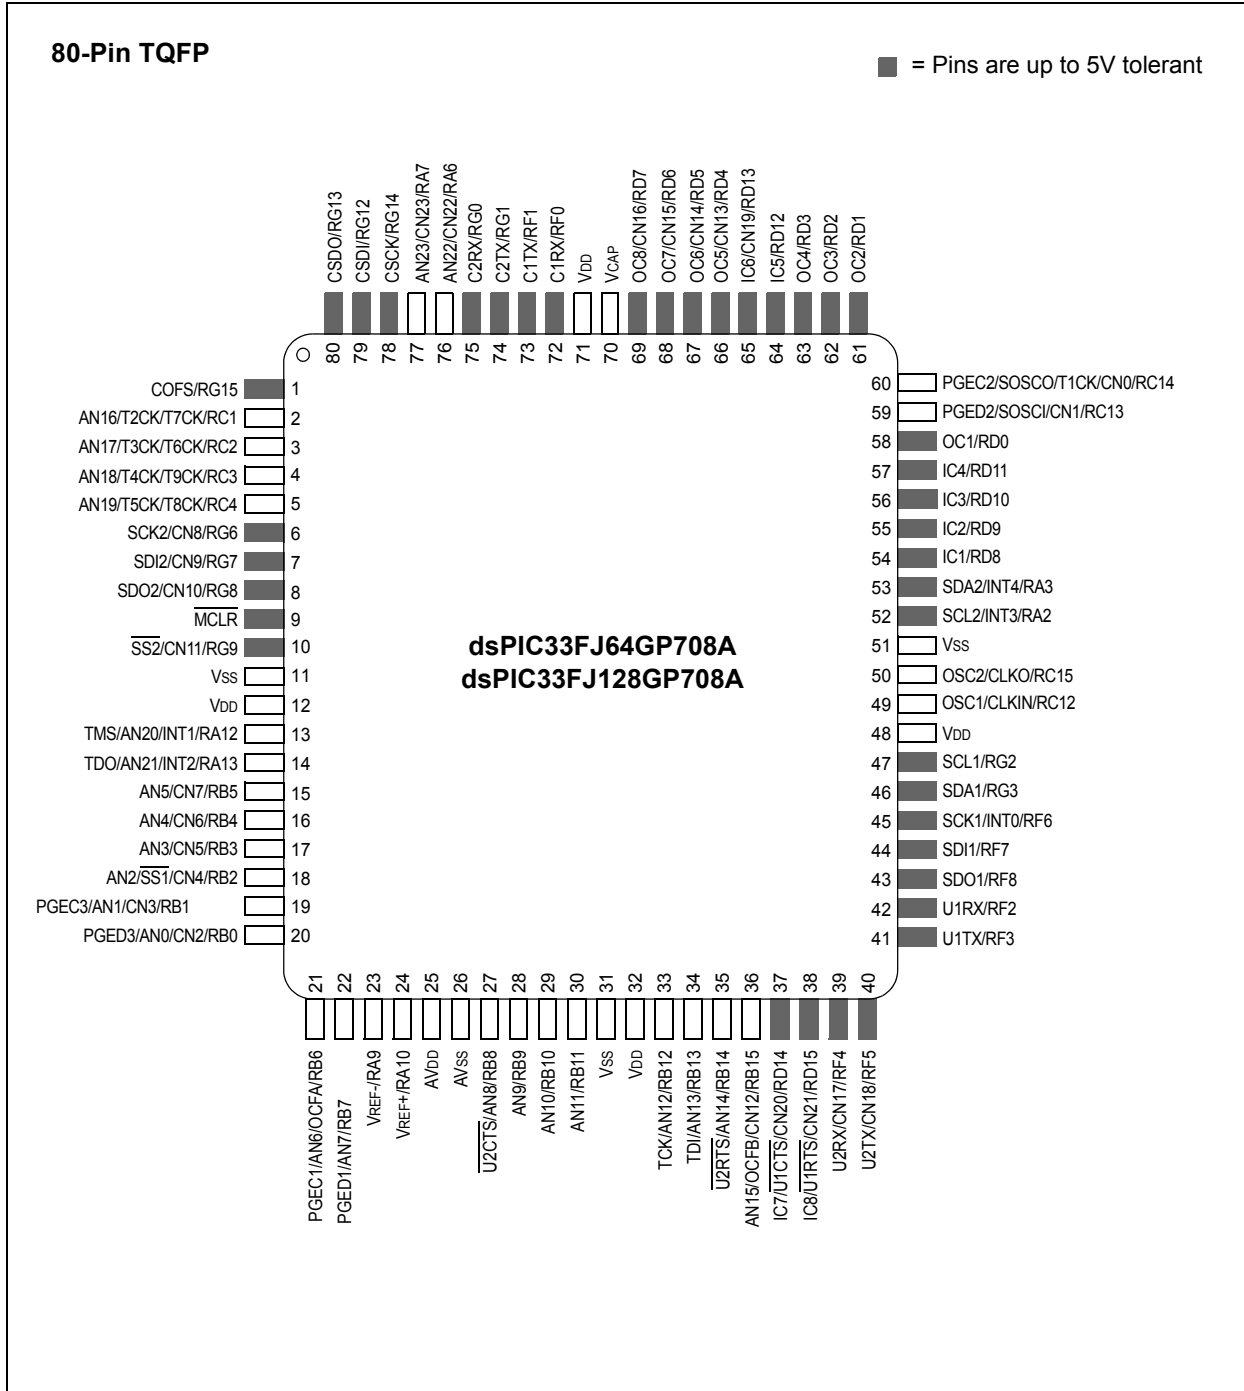 80-Pin TQFP
= Pins are up to 5V tolerant
CSDO/RG13
CSDI/RG12
CSCK/RG14
AN23/CN23/RA7
AN22/CN22/RA6
C2RX/RG0
C2TX/RG1
C1TX/RF1
C1RX/RF0
VDD
VCAP
OC8/CN16/RD7
OC7/CN15/RD6
OC6/CN14/RD5
OC5/CN13/RD4
IC6/CN19/RD13
IC5/RD12
OC4/RD3
OC3/RD2
OC2/RD1
80
79
78
77
76
75
74
73
72
71
70
69
68
67
66
65
64
63
62
61
COFS/RG15 1
AN16/T2CK/T7CK/RC1 2
AN17/T3CK/T6CK/RC2 3
AN18/T4CK/T9CK/RC3 4
AN19/T5CK/T8CK/RC4 5
SCK2/CN8/RG6 6
SDI2/CN9/RG7 7
SDO2/CN10/RG8 8
MCLR 9
SS2/CN11/RG9 10
VSS 11
VDD 12
TMS/AN20/INT1/RA12 13
TDO/AN21/INT2/RA13 14
AN5/CN7/RB5 15
AN4/CN6/RB4 16
AN3/CN5/RB3 17
AN2/SS1/CN4/RB2 18
PGEC3/AN1/CN3/RB1 19
PGED3/AN0/CN2/RB0 20
dsPIC33FJ64GP708A
dsPIC33FJ128GP708A
60 PGEC2/SOSCO/T1CK/CN0/RC14
59 PGED2/SOSCI/CN1/RC13
58 OC1/RD0
57 IC4/RD11
56 IC3/RD10
55 IC2/RD9
54 IC1/RD8
53 SDA2/INT4/RA3
52 SCL2/INT3/RA2
51 VSS
50 OSC2/CLKO/RC15
49 OSC1/CLKIN/RC12
48 VDD
47 SCL1/RG2
46 SDA1/RG3
45 SCK1/INT0/RF6
44 SDI1/RF7
43 SDO1/RF8
42 U1RX/RF2
41 U1TX/RF3
21
22
23
24
25
26
27
28
29
30
31
32
33
34
35
36
37
38
39
40
PGEC1/AN6/OCFA/RB6
PGED1/AN7/RB7
VREF-/RA9
VREF+/RA10
AVDD
AVSS
U2CTS/AN8/RB8
AN9/RB9
AN10/RB10
AN11/RB11
VSS
VDD
TCK/AN12/RB12
TDI/AN13/RB13
U2RTS/AN14/RB14
AN15/OCFB/CN12/RB15
IC7/U1CTS/CN20/RD14
IC8/U1RTS/CN21/RD15
U2RX/CN17/RF4
U2TX/CN18/RF5